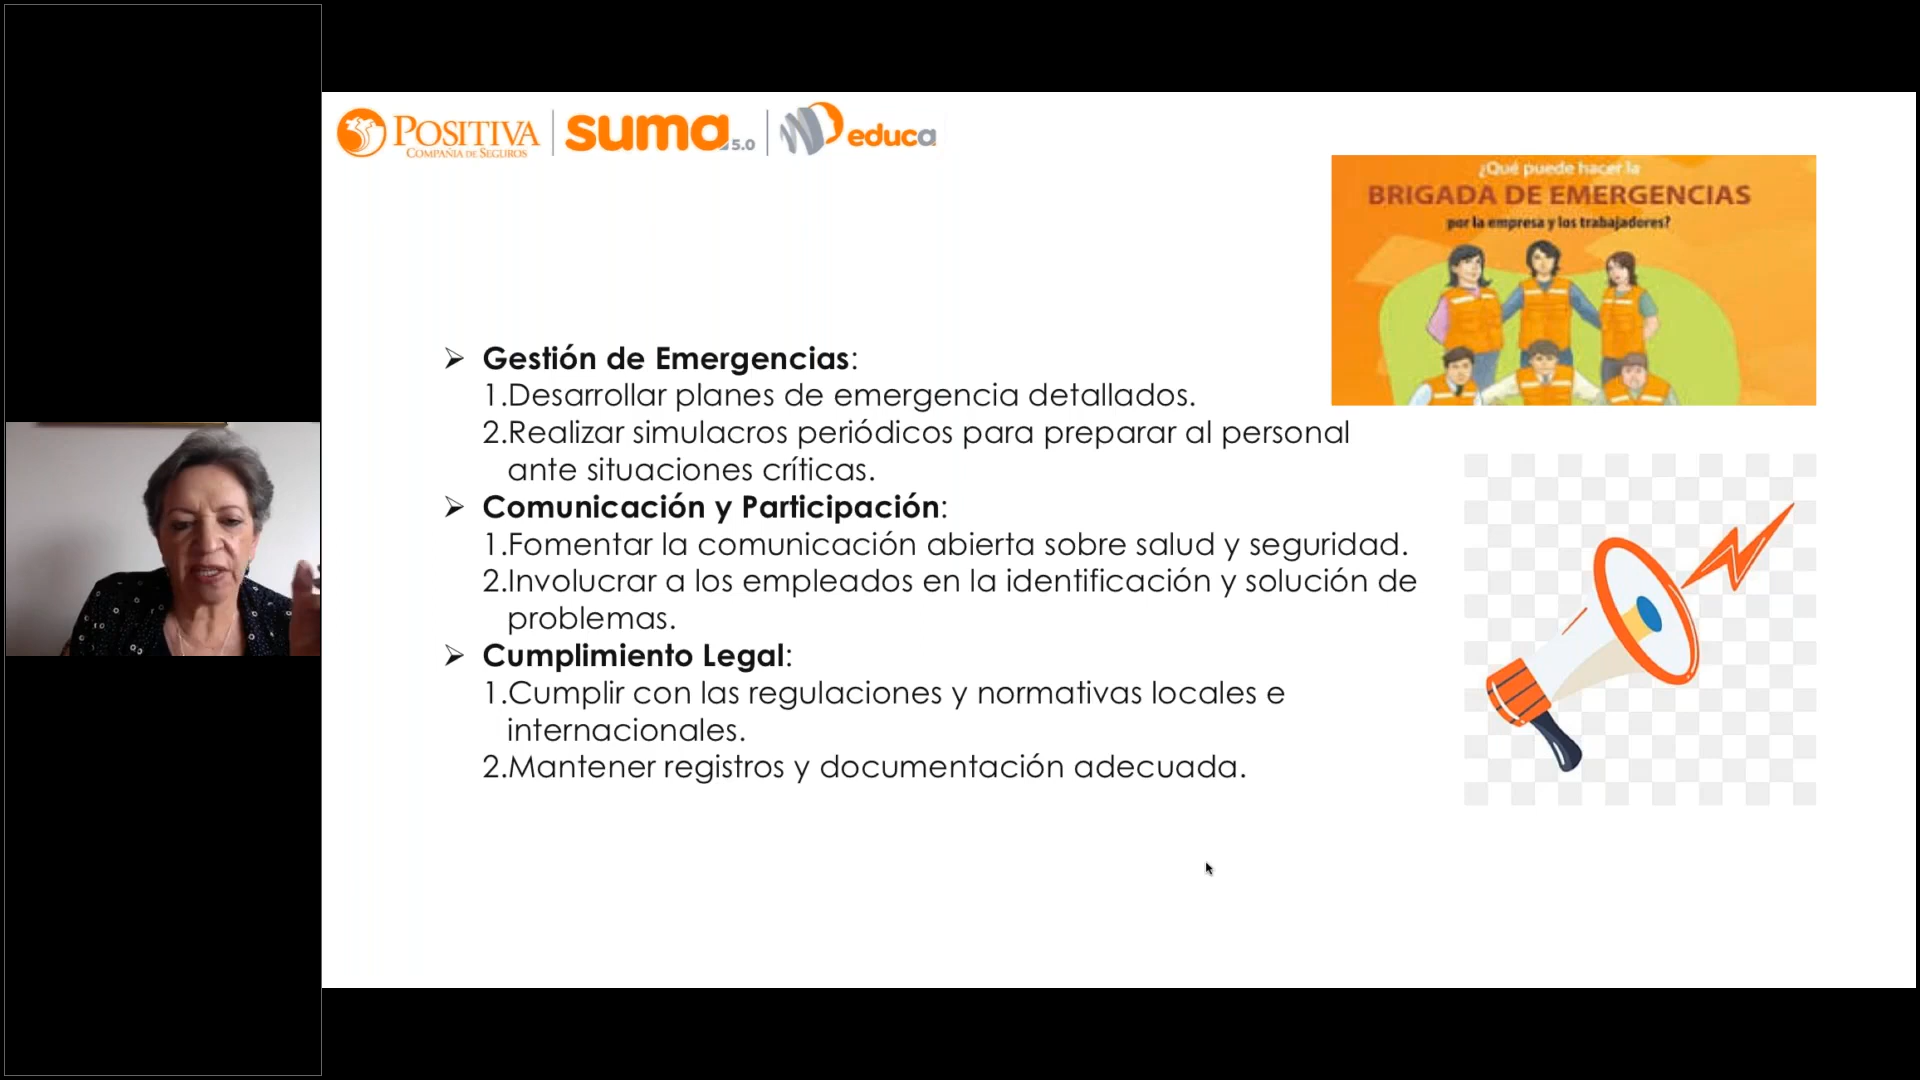 POSITIVA
COMPAÑÍA DE SEGUROS
suma 5.0
educa
¿Qué puede hacer la
BRIGADA DE EMERGENCIAS
por la empresa y los trabajadores?
➢ Gestión de Emergencias:
1.Desarrollar planes de emergencia detallados.
2.Realizar simulacros periódicos para preparar al personal
ante situaciones críticas.
➢ Comunicación y Participación:
1.Fomentar la comunicación abierta sobre salud y seguridad.
2.Involucrar a los empleados en la identificación y solución de
problemas.
➢ Cumplimiento Legal:
1.Cumplir con las regulaciones y normativas locales e
internacionales.
2.Mantener registros y documentación adecuada.